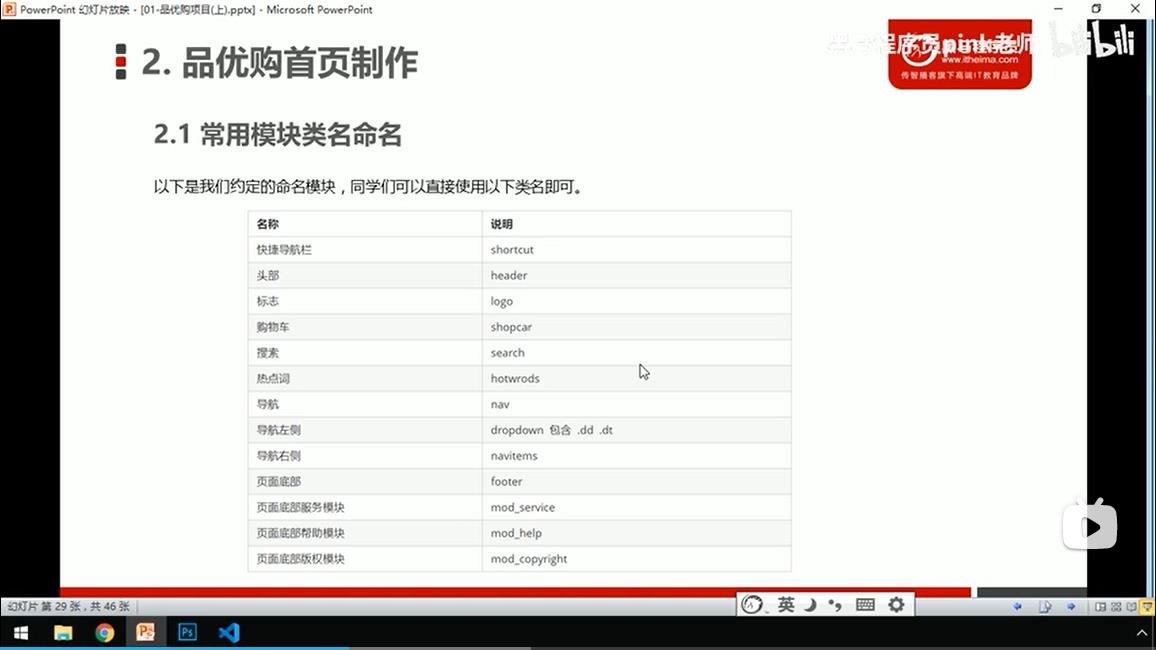 PowerPoint 幻灯片放映 - [01-品优购项目(上).pptx] - Microsoft PowerPoint
2. 品优购首页制作
程序员pink老师
bilibili
www.itheima.com
传智播客旗下高端IT教育品牌
2.1 常用模块类名命名
以下是我们约定的命名模块，同学们可以直接使用以下类名即可。
名称 说明
快捷导航栏 shortcut
头部 header
标志 logo
购物车 shopcar
搜索 search
热点词 hotwrods
导航 nav
导航左侧 dropdown 包含 .dd .dt
导航右侧 navitems
页面底部 footer
页面底部服务模块 mod_service
页面底部帮助模块 mod_help
页面底部版权模块 mod_copyright
幻灯片 第 29 张 , 共 46 张
英